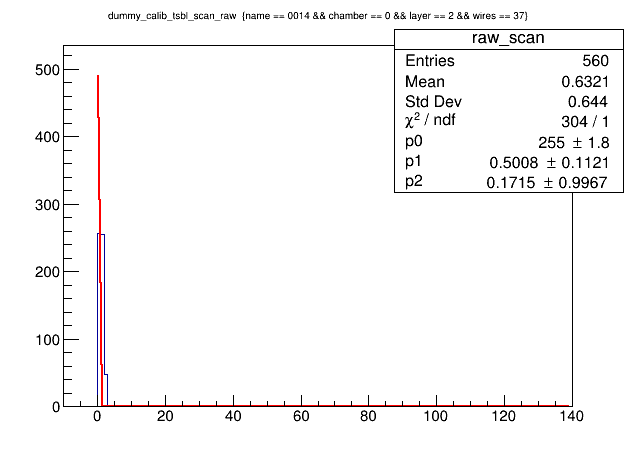 dummy_calib_tsbl_scan_raw {name == 0014 && chamber == 0 && layer == 2 && wires == 37}
raw_scan
Entries 560
Mean 0.6321
Std Dev 0.644
χ² / ndf 304 / 1
p0 255 ± 1.8
p1 0.5008 ± 0.1121
p2 0.1715 ± 0.9967
500
400
300
200
100
0
0 20 40 60 80 100 120 140